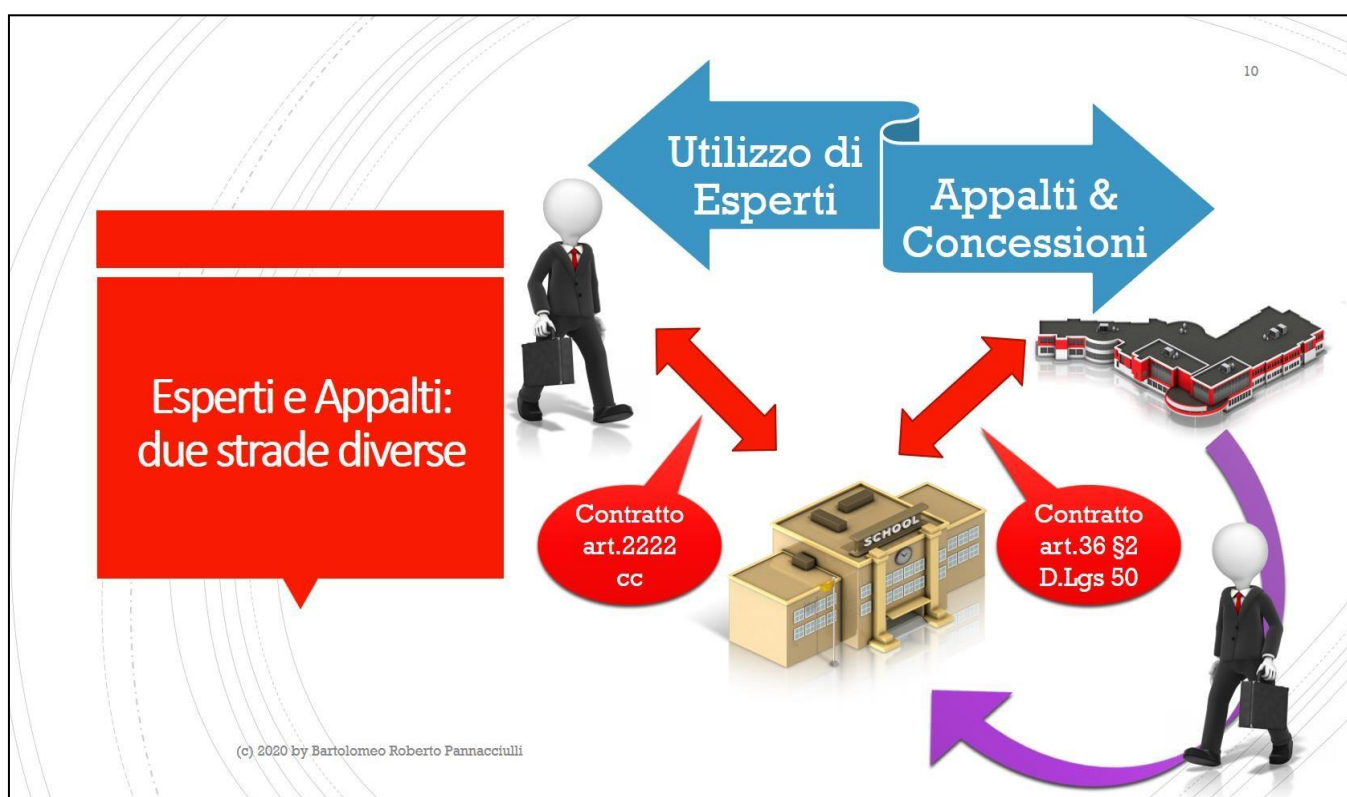 10
Utilizzo di
Esperti
Appalti &
Concessioni
Esperti e Appalti:
due strade diverse
Contratto
art.2222
cc
SCHOOL
Contratto
art.36 §2
D.Lgs 50
(c) 2020 by Bartolomeo Roberto Pannacciulli